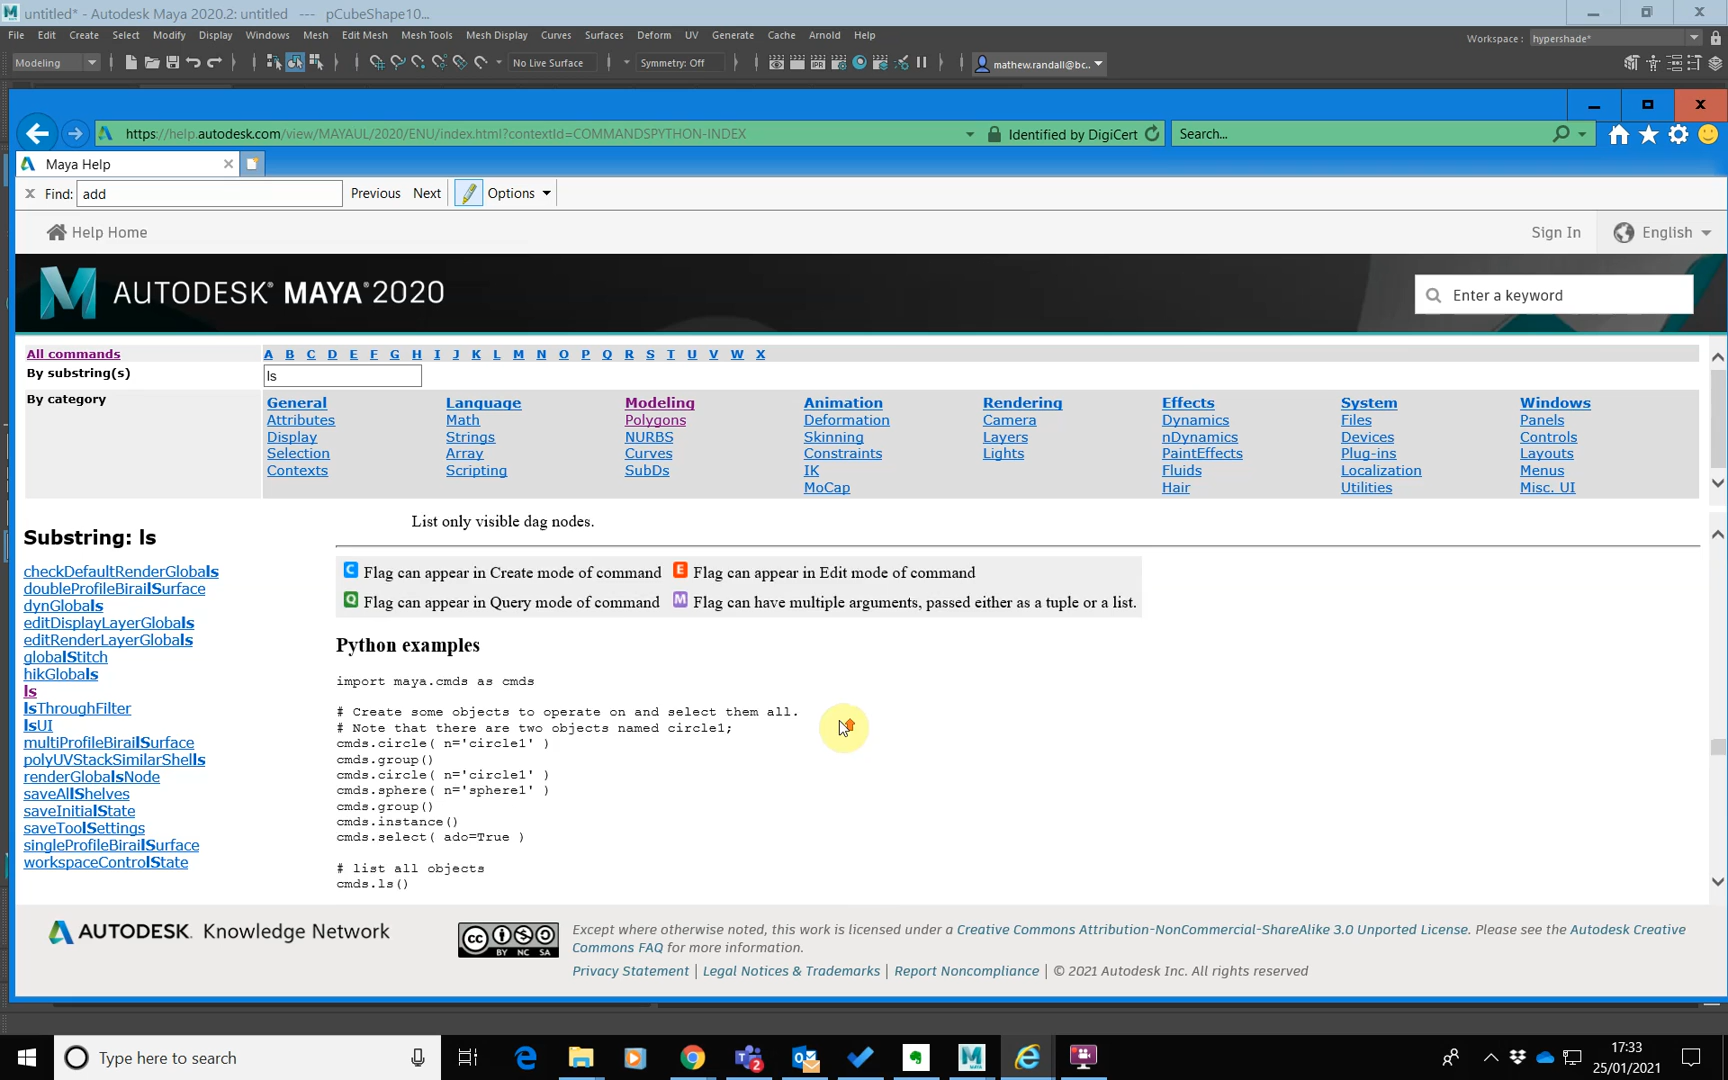 untitled* - Autodesk Maya 2020.2: untitled   ---   pCubeShape10...
File Edit Create Select Modify Display Windows Mesh Edit Mesh Mesh Tools Mesh Display Curves Surfaces Deform UV Generate Cache Arnold Help
Workspace : hypershade*
Modeling No Live Surface Symmetry: Off mathew.randall@bc..
https://help.autodesk.com/view/MAYAUL/2020/ENU/index.html?contextId=COMMANDSPYTHON-INDEX Identified by DigiCert Search...
Maya Help
x Find: add Previous Next Options
Help Home Sign In English
AUTODESK® MAYA® 2020 Enter a keyword
All commands A B C D E F G H I J K L M N O P Q R S T U V W X
By substring(s) ls
By category General Language Modeling Animation Rendering Effects System Windows
Attributes Math Polygons Deformation Camera Dynamics Files Panels
Display Strings NURBS Skinning Layers nDynamics Devices Controls
Selection Array Curves Constraints Lights PaintEffects Plug-ins Layouts
Contexts Scripting SubDs IK Fluids Localization Menus
MoCap Hair Utilities Misc. UI
Substring: ls
checkDefaultRenderGlobals
doubleProfileBirailSurface
dynGlobals
editDisplayLayerGlobals
editRenderLayerGlobals
globalStitch
hikGlobals
ls
lsThroughFilter
lsUI
multiProfileBirailSurface
polyUVStackSimilarShells
renderGlobalsNode
saveAllShelves
saveInitialState
saveToolSettings
singleProfileBirailSurface
workspaceControlState
List only visible dag nodes.
C Flag can appear in Create mode of command E Flag can appear in Edit mode of command
Q Flag can appear in Query mode of command M Flag can have multiple arguments, passed either as a tuple or a list.
Python examples
import maya.cmds as cmds
# Create some objects to operate on and select them all.
# Note that there are two objects named circle1;
cmds.circle( n='circle1' )
cmds.group()
cmds.circle( n='circle1' )
cmds.sphere( n='sphere1' )
cmds.group()
cmds.instance()
cmds.select( ado=True )
# list all objects
cmds.ls()
AUTODESK. Knowledge Network
cc BY NC SA
Except where otherwise noted, this work is licensed under a Creative Commons Attribution-NonCommercial-ShareAlike 3.0 Unported License. Please see the Autodesk Creative
Commons FAQ for more information.
Privacy Statement | Legal Notices & Trademarks | Report Noncompliance | © 2021 Autodesk Inc. All rights reserved
Type here to search
17:33
25/01/2021